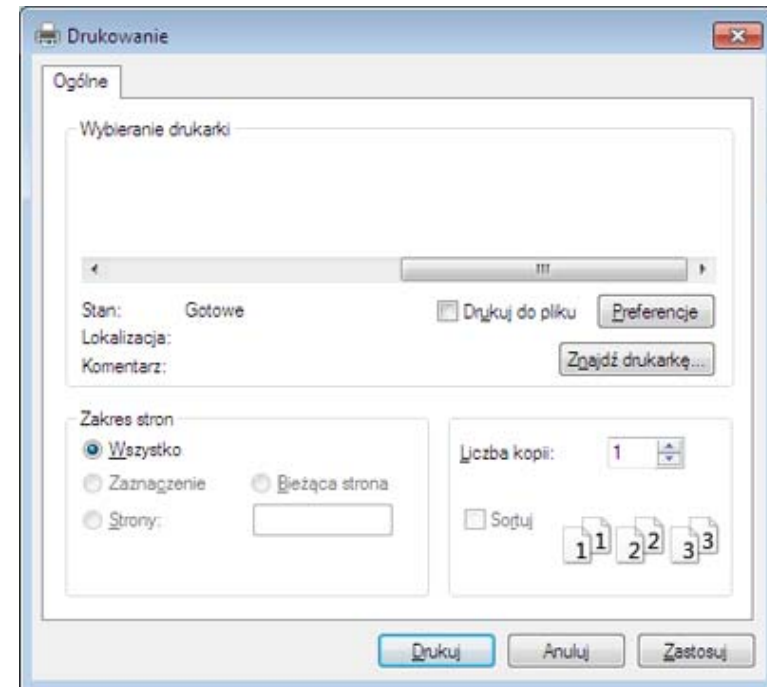 Drukowanie
Ogólne
Wybieranie drukarki
Stan: Gotowe
Drukuj do pliku
Preferencje
Lokalizacja:
Komentarz:
Znajdź drukarkę...
Zakres stron
Wszystko
Zaznaczenie
Bieżąca strona
Strony:
Liczba kopii: 1
Sortuj
1 1 2 2 3 3
Drukuj
Anuluj
Zastosuj